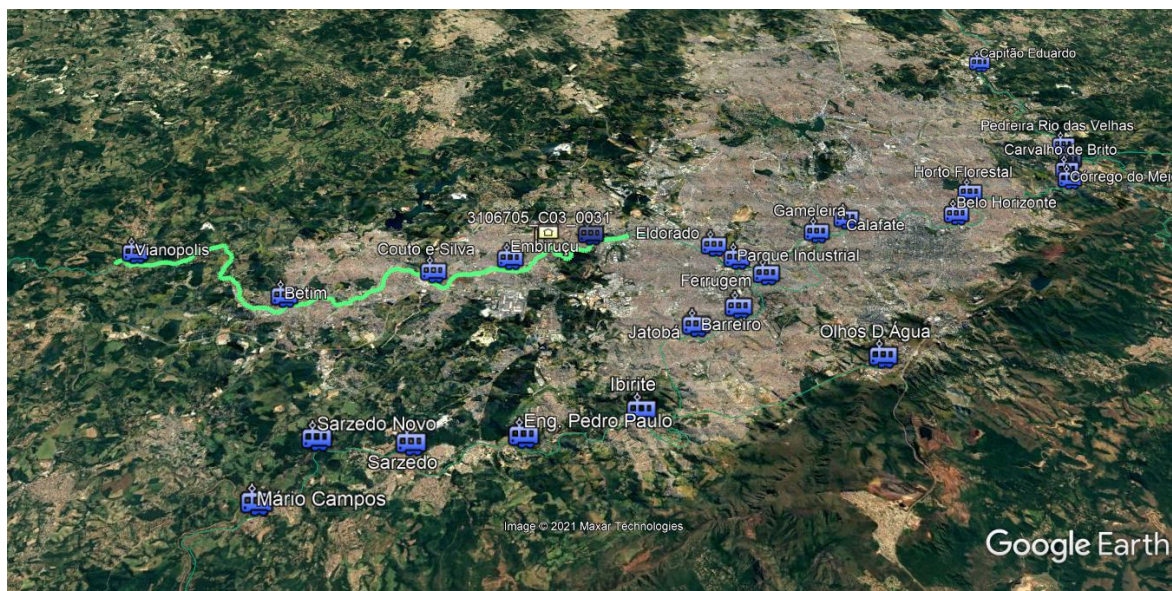 Capitão Eduardo
Pedreira Rio das Velhas
Carvalho de Brito
Córrego do Mei
Horto Florestal
Belo Horizonte
Gameleira
Calafate
3106705_C03_0031
Eldorado
Vianopolis
Couto e Silva
Embiruçu
Parque Industrial
Ferrugem
Betim
Jatobá
Barreiro
Olhos D Água
Ibirite
Sarzedo Novo
Eng. Pedro Paulo
Sarzedo
Mário Campos
Image © 2021 Maxar Technologies
Google Earth